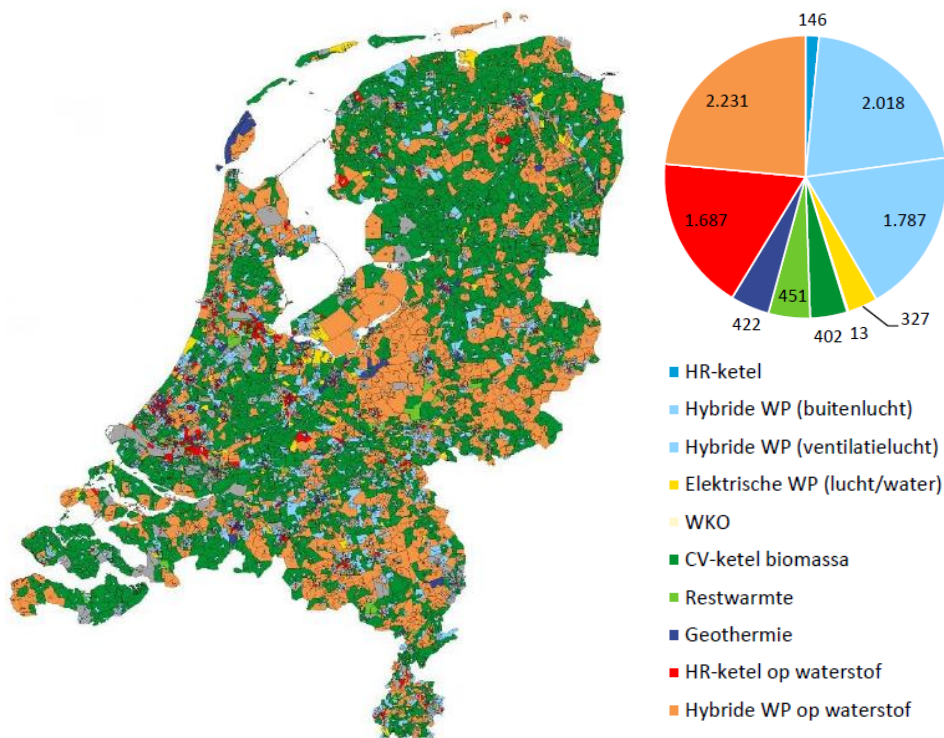 146
2.231
2.018
1.687
1.787
422
451
402
13
327
HR-ketel
Hybride WP (buitenlucht)
Hybride WP (ventilatielucht)
Elektrische WP (lucht/water)
WKO
CV-ketel biomassa
Restwarmte
Geothermie
HR-ketel op waterstof
Hybride WP op waterstof